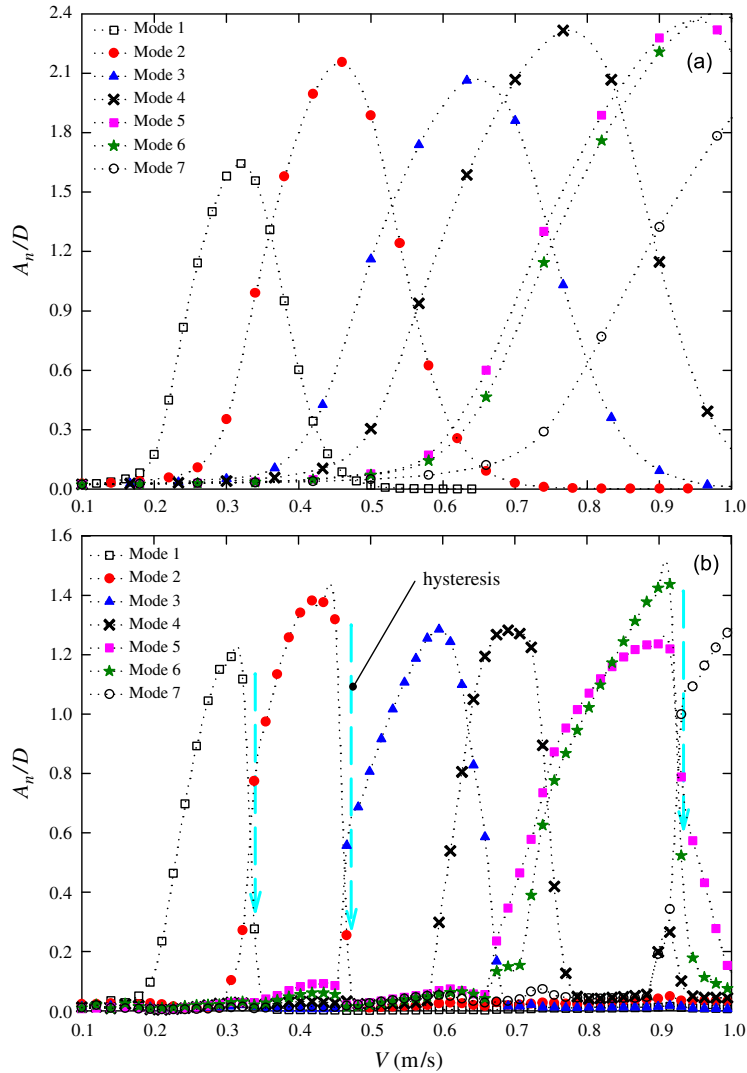 2.4
2.1
1.8
1.5
1.2
0.9
0.6
0.3
0.0
Aₙ/D
Mode 1
Mode 2
Mode 3
Mode 4
Mode 5
Mode 6
Mode 7
(a)
0.1 0.2 0.3 0.4 0.5 0.6 0.7 0.8 0.9 1.0
1.6
1.4
1.2
1.0
0.8
0.6
0.4
0.2
0.0
Aₙ/D
Mode 1
Mode 2
Mode 3
Mode 4
Mode 5
Mode 6
Mode 7
hysteresis
(b)
0.1 0.2 0.3 0.4 0.5 0.6 0.7 0.8 0.9 1.0
V (m/s)